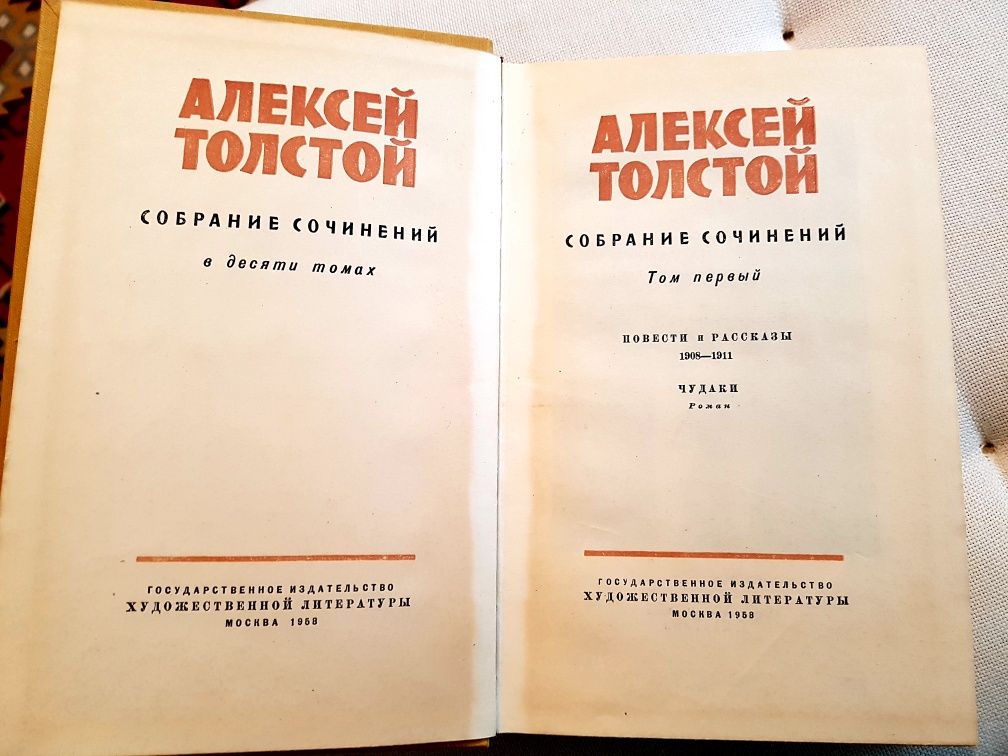 АЛЕКСЕЙ
ТОЛСТОЙ
СОБРАНИЕ СОЧИНЕНИЙ
в десяти томах
ГОСУДАРСТВЕННОЕ ИЗДАТЕЛЬСТВО
ХУДОЖЕСТВЕННОЙ ЛИТЕРАТУРЫ
МОСКВА 1958
АЛЕКСЕЙ
ТОЛСТОЙ
СОБРАНИЕ СОЧИНЕНИЙ
Том первый
ПОВЕСТИ и РАССКАЗЫ
1908—1911
ЧУДАКИ
Роман
ГОСУДАРСТВЕННОЕ ИЗДАТЕЛЬСТВО
ХУДОЖЕСТВЕННОЙ ЛИТЕРАТУРЫ
МОСКВА 1958